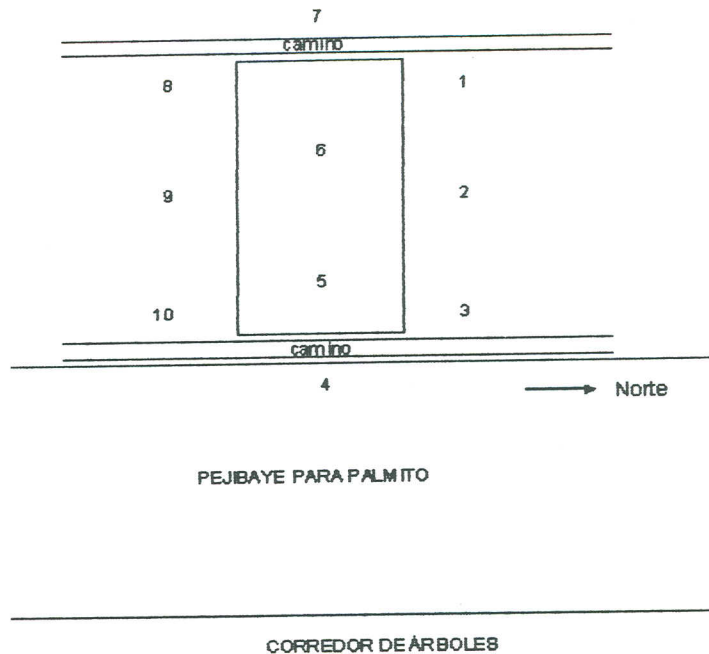 7
camino
8 1
6
9 2
5
10 3
camino
4
Norte
PEJIBAYE PARA PALMITO
CORREDOR DE ÁRBOLES